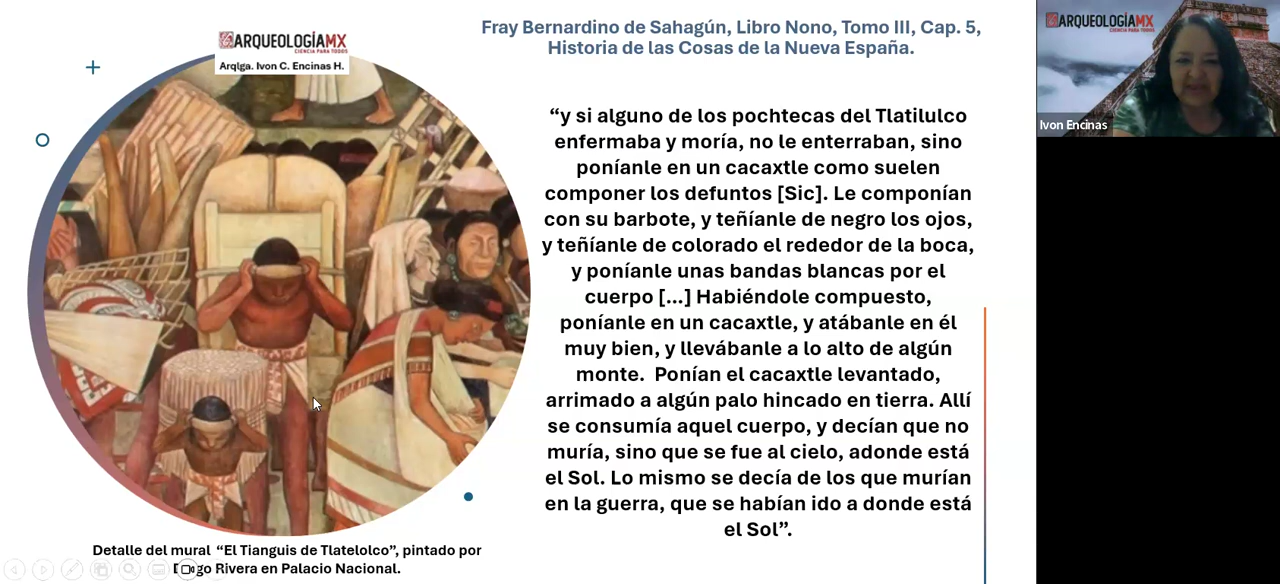 ARQUEOLOGÍAMX
CIENCIA PARA TODOS
Arqlga. Ivon C. Encinas H.
Fray Bernardino de Sahagún, Libro Nono, Tomo III, Cap. 5,
Historia de las Cosas de la Nueva España.
“y si alguno de los pochtecas del Tlatilulco
enfermaba y moría, no le enterraban, sino
poníanle en un cacaxtle como suelen
componer los defuntos [Sic]. Le componían
con su barbote, y teñíanle de negro los ojos,
y teñíanle de colorado el rededor de la boca,
y poníanle unas bandas blancas por el
cuerpo [...] Habiéndole compuesto,
poníanle en un cacaxtle, y atábanle en él
muy bien, y llevábanle a lo alto de algún
monte. Ponían el cacaxtle levantado,
arrimado a algún palo hincado en tierra. Allí
se consumía aquel cuerpo, y decían que no
muría, sino que se fue al cielo, adonde está
el Sol. Lo mismo se decía de los que murían
en la guerra, que se habían ido a donde está
el Sol”.
Detalle del mural “El Tianguis de Tlatelolco”, pintado por
Rivera en Palacio Nacional.
ARQUEOLOGÍAMX
CIENCIA PARA TODOS
Ivon Encinas